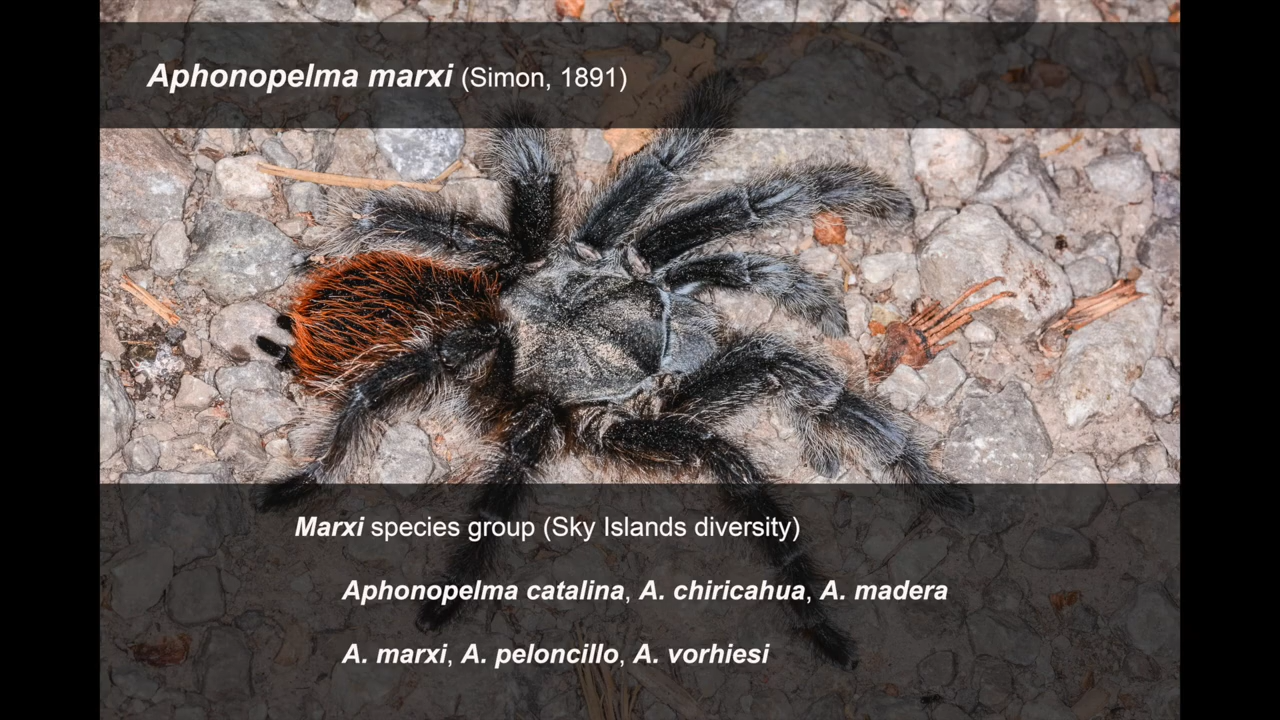 Aphonopelma marxi (Simon, 1891)
Marxi species group (Sky Islands diversity)
Aphonopelma catalina, A. chiricahua, A. madera
A. marxi, A. peloncillo, A. vorhiesi